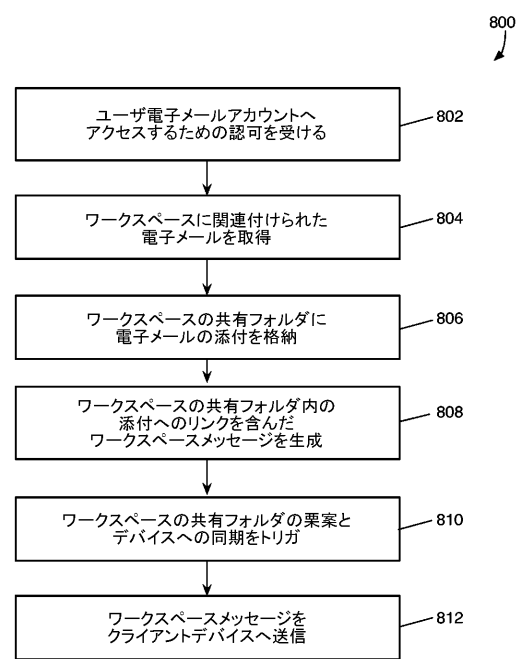 800
ユーザ電子メールアカウントへ
アクセスするための認可を受ける
802
ワークスペースに関連付けられた
電子メールを取得
804
ワークスペースの共有フォルダに
電子メールの添付を格納
806
ワークスペースの共有フォルダ内の
添付へのリンクを含んだ
ワークスペースメッセージを生成
808
ワークスペースの共有フォルダの栗案と
デバイスへの同期をトリガ
810
ワークスペースメッセージを
クライアントデバイスへ送信
812